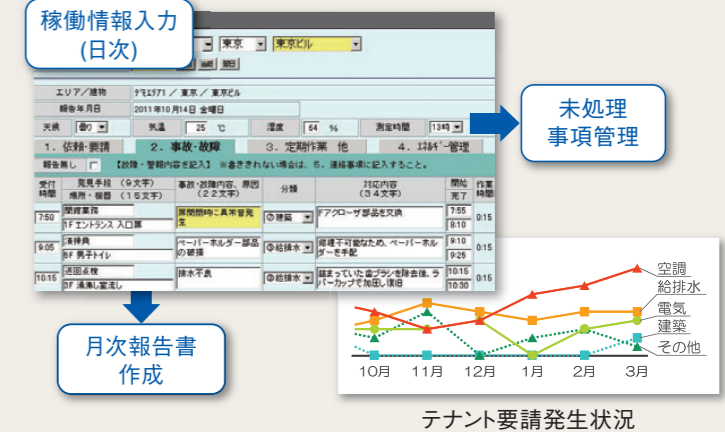 稼働情報入力
(日次)
東京
東京ビル
エリア/建物
デモエリア1 / 東京 / 東京ビル
報告年月日
2011年10月14日 金曜日
天候
曇り
気温
25 ℃
湿度
64 %
測定時間
13時
1. 依頼・要請
2. 事故・故障
3. 定期作業 他
4. エネルギー管理
報告無し
【故障・警報内容を記入】 ※書ききれない場合は、5. 連絡事項に記入すること。
受付
時間
発見手段 (9文字)
場所・機器 (15文字)
事故・故障内容、原因
(22文字)
分類
対応内容
(34文字)
開始
完了
作業
時間
7:50
開館業務
1Fエントランス 入口扉
扉開閉時に異常音発
生
⑦建築
ドアクローザ部品を交換
7:55
8:10
0:15
9:05
清掃員
5F 男子トイレ
ペーパーホルダー部品
の破損
③給排水
修理不可能なため、ペーパーホル
ダーを手配
9:10
9:25
0:15
10:15
巡回点検
3F 湯沸し室流し
排水不良
③給排水
詰まっていた歯ブラシを除去後、ラ
バーカップで加圧し復旧
10:15
10:30
0:15
未処理
事項管理
月次報告書
作成
空調
給排水
電気
建築
その他
10月 11月 12月 1月 2月 3月
テナント要請発生状況